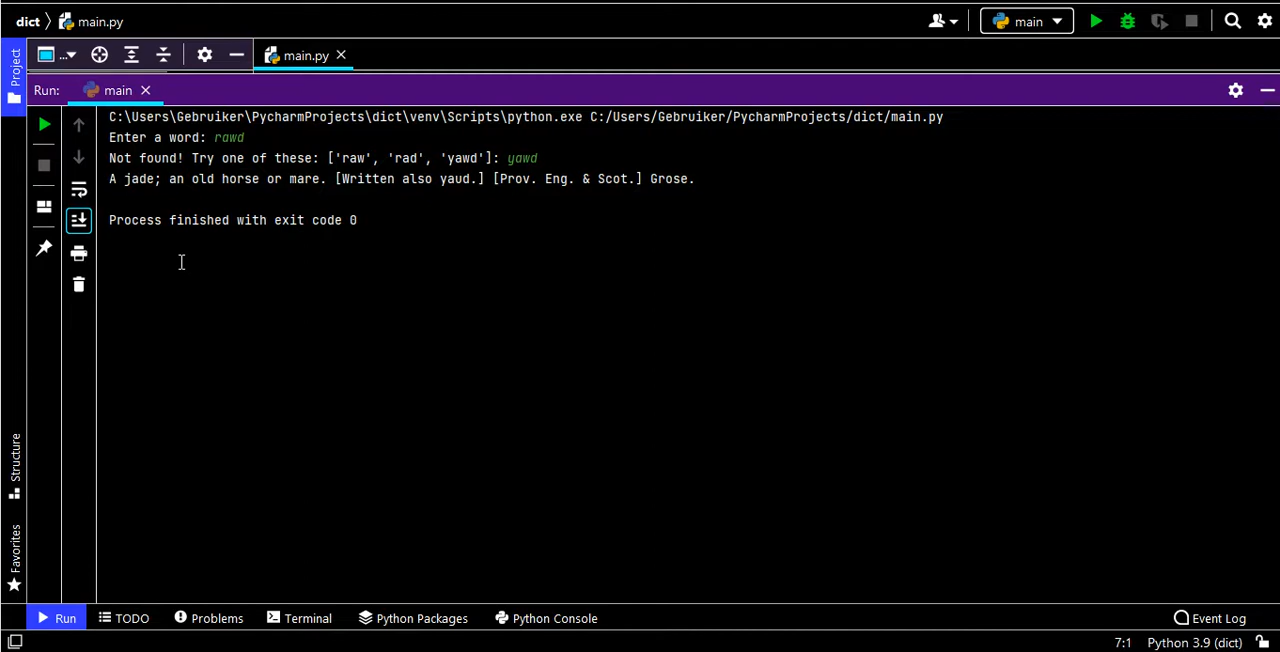 dict main.py
main
Project
... main.py
Run: main
C:\Users\Gebruiker\PycharmProjects\dict\venv\Scripts\python.exe C:/Users/Gebruiker/PycharmProjects/dict/main.py
Enter a word: rawd
Not found! Try one of these: ['raw', 'rad', 'yawd']: yawd
A jade; an old horse or mare. [Written also yaud.] [Prov. Eng. & Scot.] Grose.
Process finished with exit code 0
Structure
Favorites
Run TODO Problems Terminal Python Packages Python Console Event Log
7:1 Python 3.9 (dict)